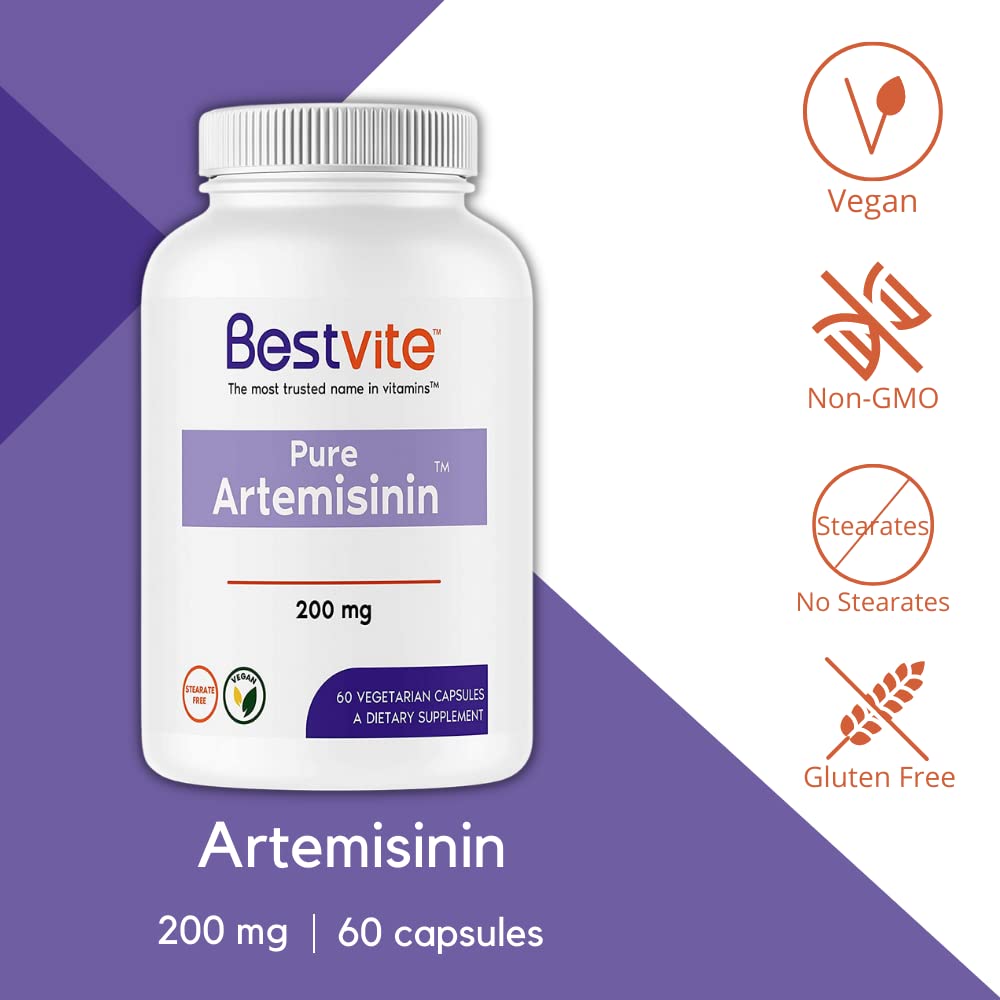 Bestvite™
The most trusted name in vitamins™
Pure
Artemisinin™
200 mg
STEARATE
FREE
VEGAN
60 VEGETARIAN CAPSULES
A DIETARY SUPPLEMENT
Artemisinin
200 mg | 60 capsules
Vegan
Non-GMO
Stearates
No Stearates
Gluten Free